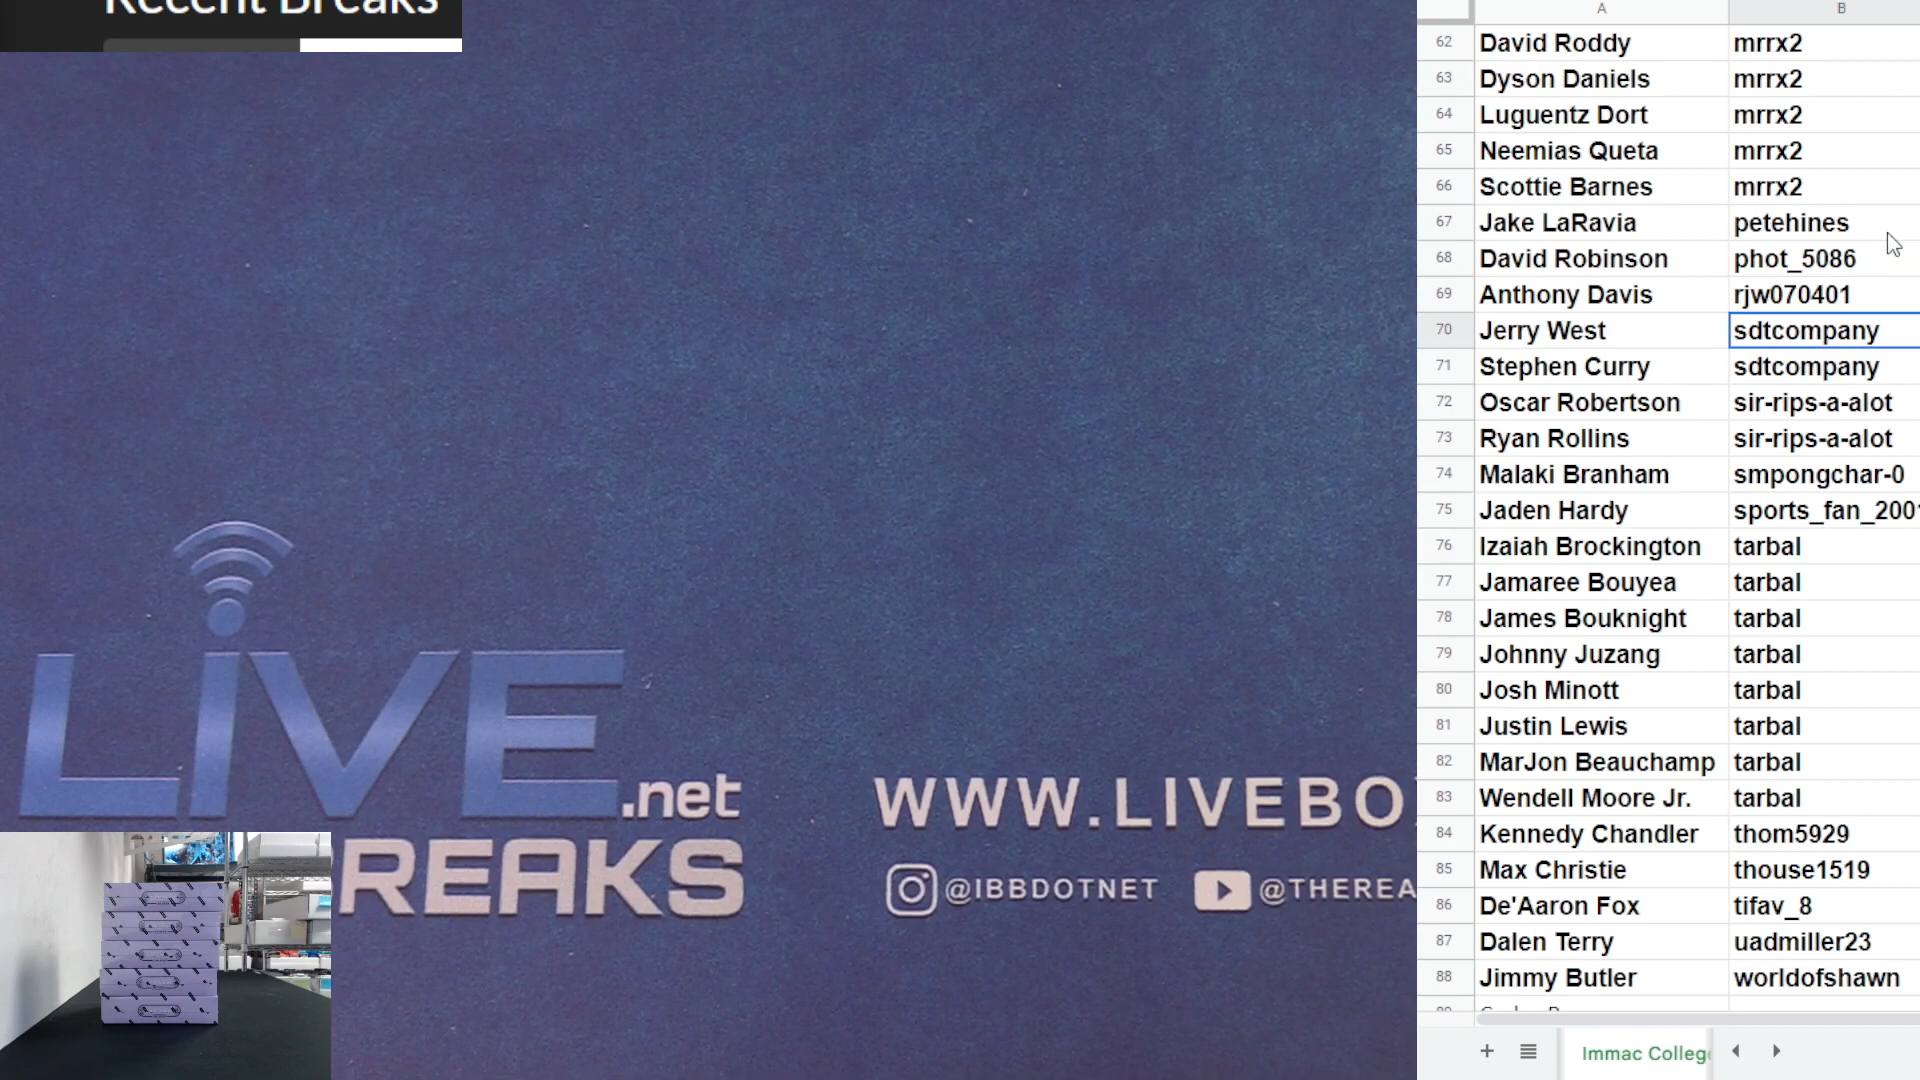 Recent Breaks
A B
62 David Roddy mrrx2
63 Dyson Daniels mrrx2
64 Luguentz Dort mrrx2
65 Neemias Queta mrrx2
66 Scottie Barnes mrrx2
67 Jake LaRavia petehines
68 David Robinson phot_5086
69 Anthony Davis rjw070401
70 Jerry West sdtcompany
71 Stephen Curry sdtcompany
72 Oscar Robertson sir-rips-a-alot
73 Ryan Rollins sir-rips-a-alot
74 Malaki Branham smpongchar-0
75 Jaden Hardy sports_fan_2001
76 Izaiah Brockington tarbal
77 Jamaree Bouyea tarbal
78 James Bouknight tarbal
79 Johnny Juzang tarbal
80 Josh Minott tarbal
81 Justin Lewis tarbal
82 MarJon Beauchamp tarbal
83 Wendell Moore Jr. tarbal
84 Kennedy Chandler thom5929
85 Max Christie thouse1519
86 De'Aaron Fox tifav_8
87 Dalen Terry uadmiller23
88 Jimmy Butler worldofshawn
Immac Colleg
LiVE.net
REAKS
WWW.LIVEBO
@IBBDOTNET @THEREA